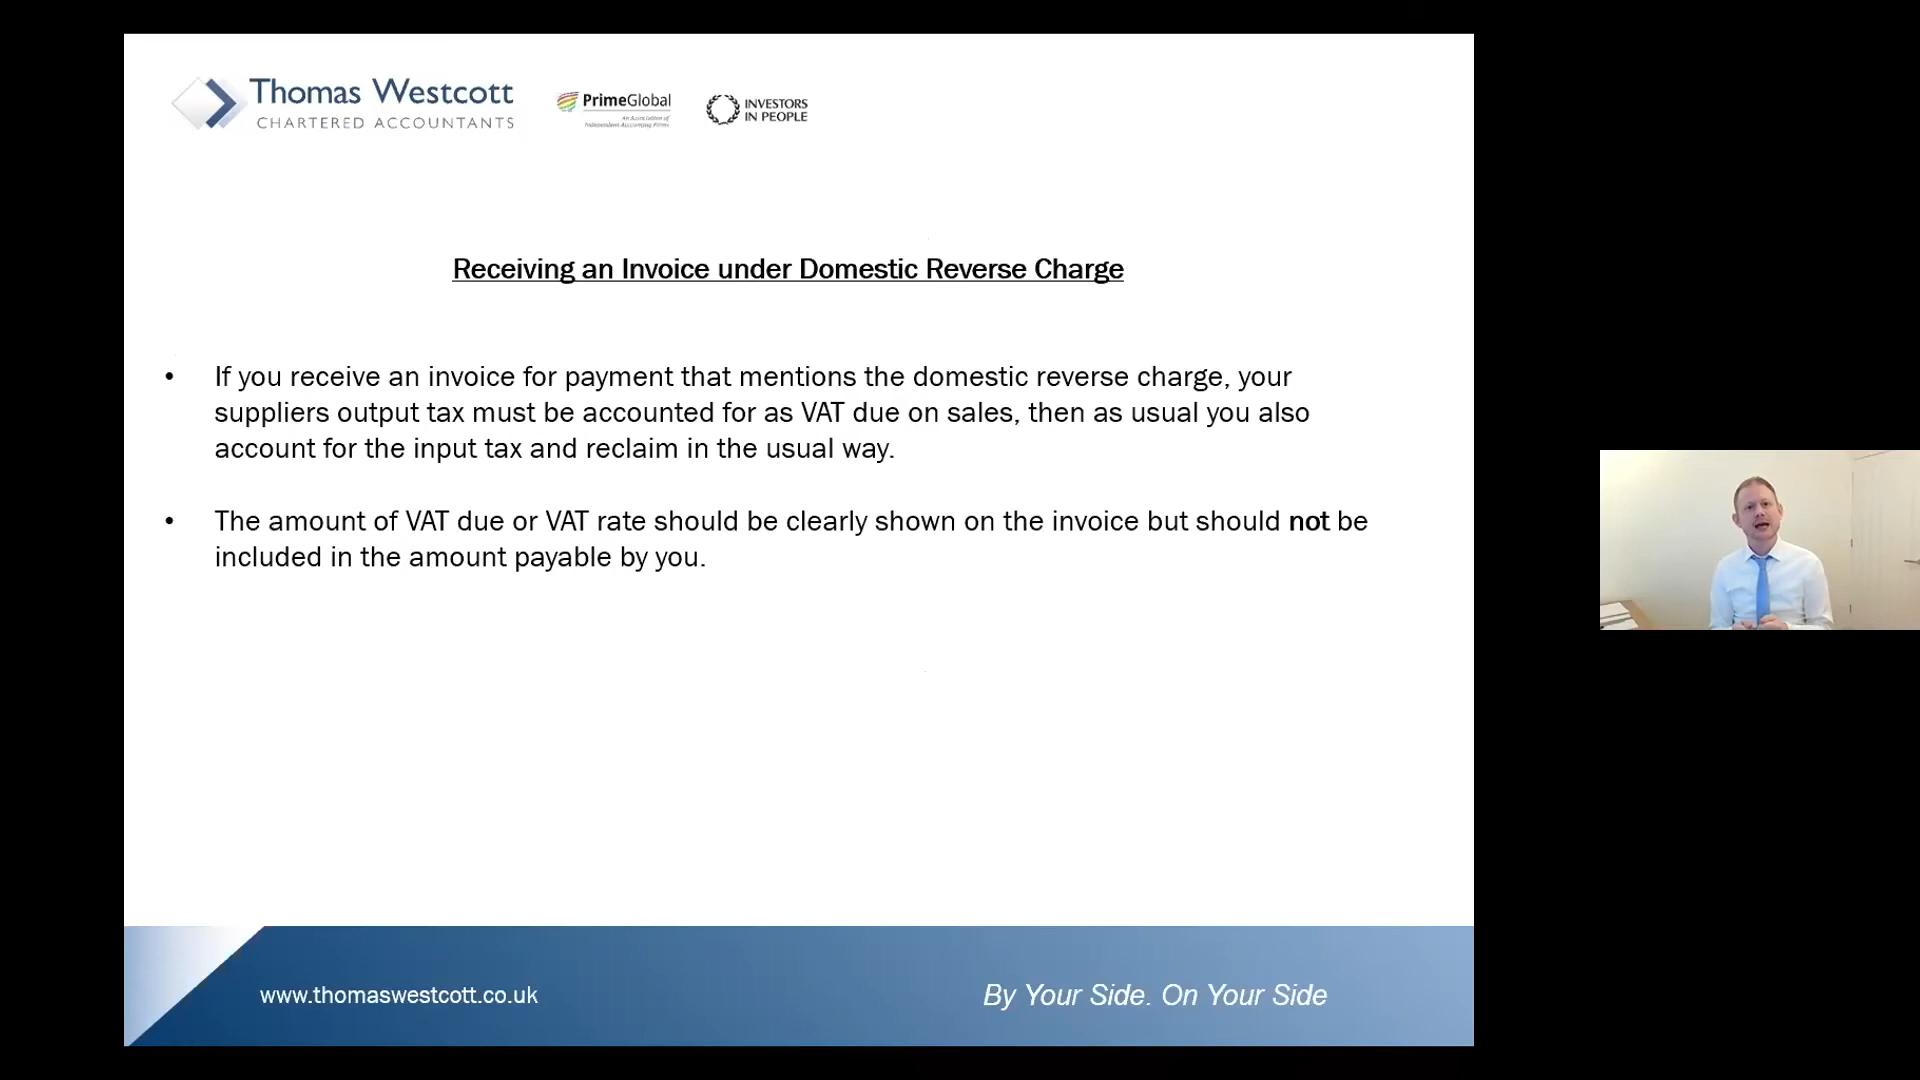 Thomas Westcott
CHARTERED ACCOUNTANTS
PrimeGlobal
An Association of
Independent Accounting Firms
INVESTORS
IN PEOPLE
Receiving an Invoice under Domestic Reverse Charge
• If you receive an invoice for payment that mentions the domestic reverse charge, your
suppliers output tax must be accounted for as VAT due on sales, then as usual you also
account for the input tax and reclaim in the usual way.
• The amount of VAT due or VAT rate should be clearly shown on the invoice but should not be
included in the amount payable by you.
www.thomaswestcott.co.uk
By Your Side. On Your Side